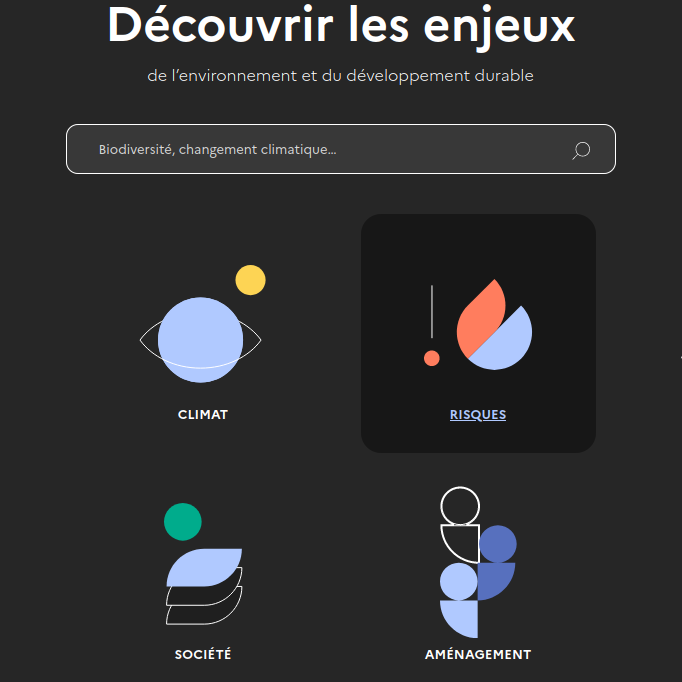 Découvrir les enjeux
de l’environnement et du développement durable
Biodiversité, changement climatique...
CLIMAT
RISQUES
SOCIÉTÉ
AMÉNAGEMENT